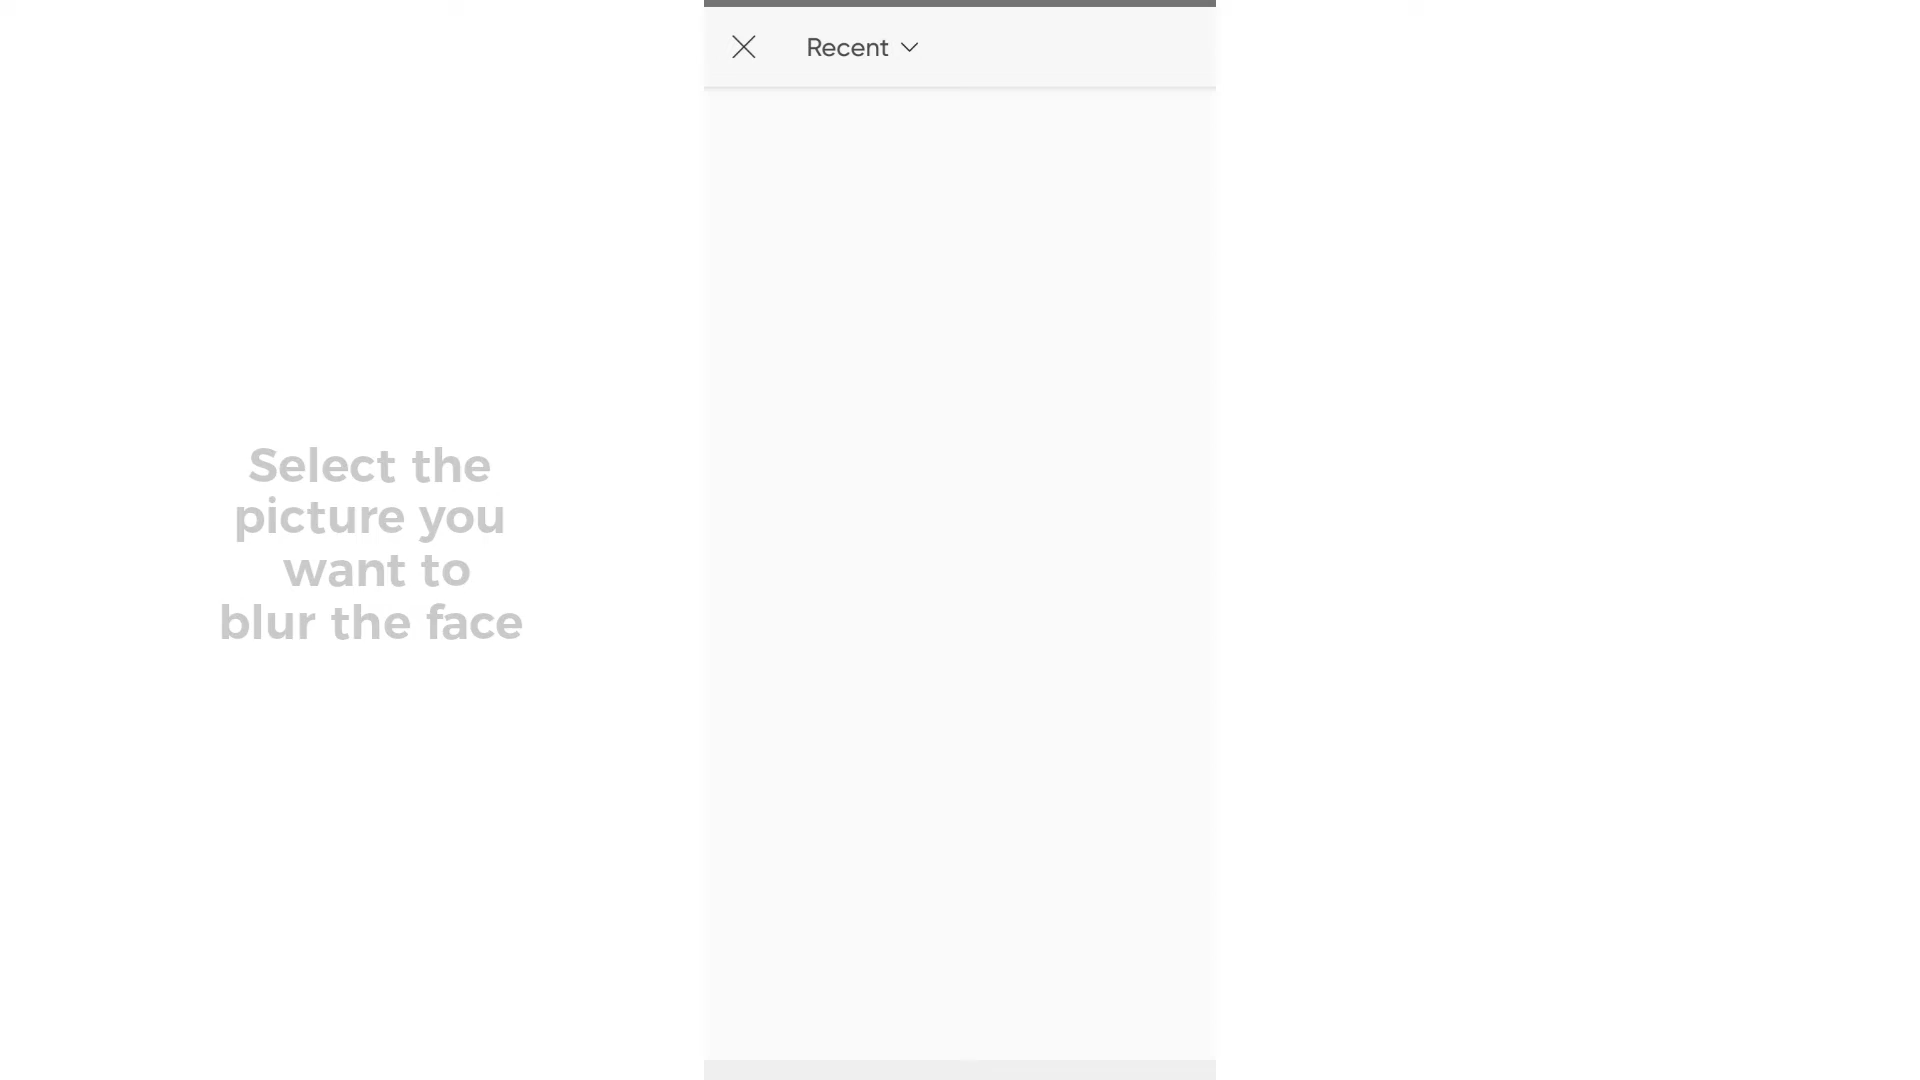 Recent
Select the
picture you
want to
blur the face